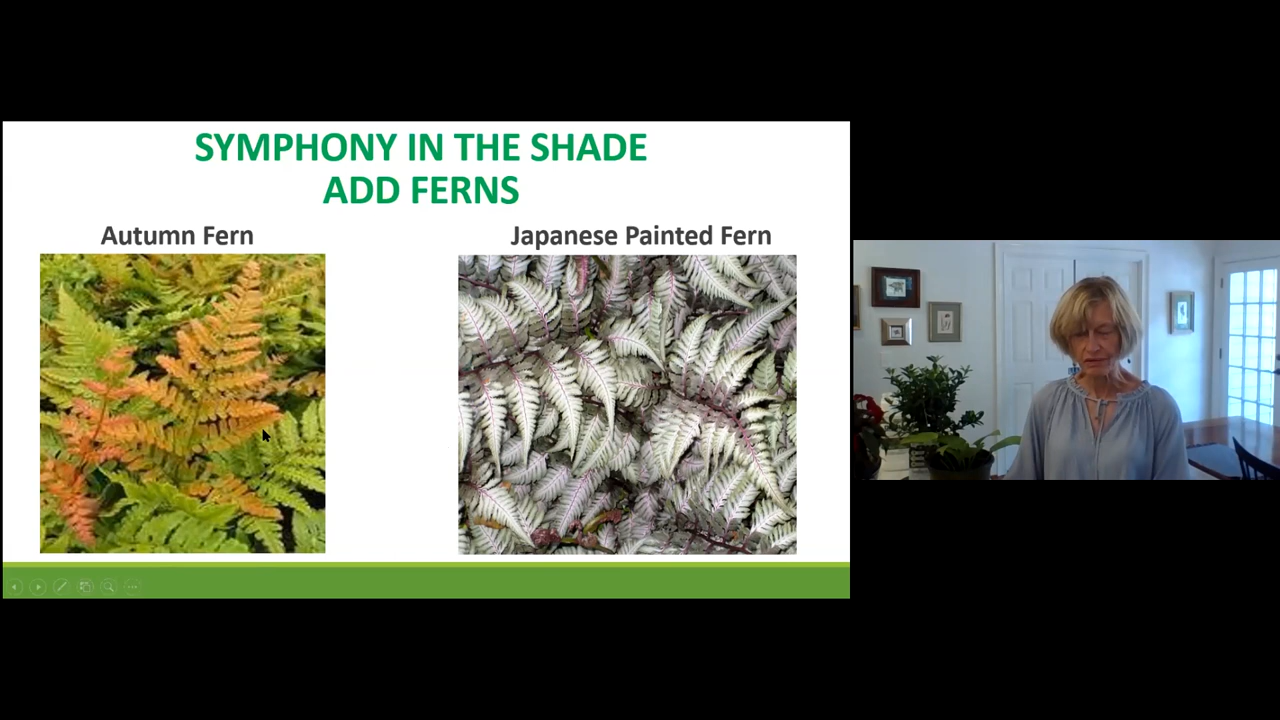 SYMPHONY IN THE SHADE
ADD FERNS
Autumn Fern
Japanese Painted Fern